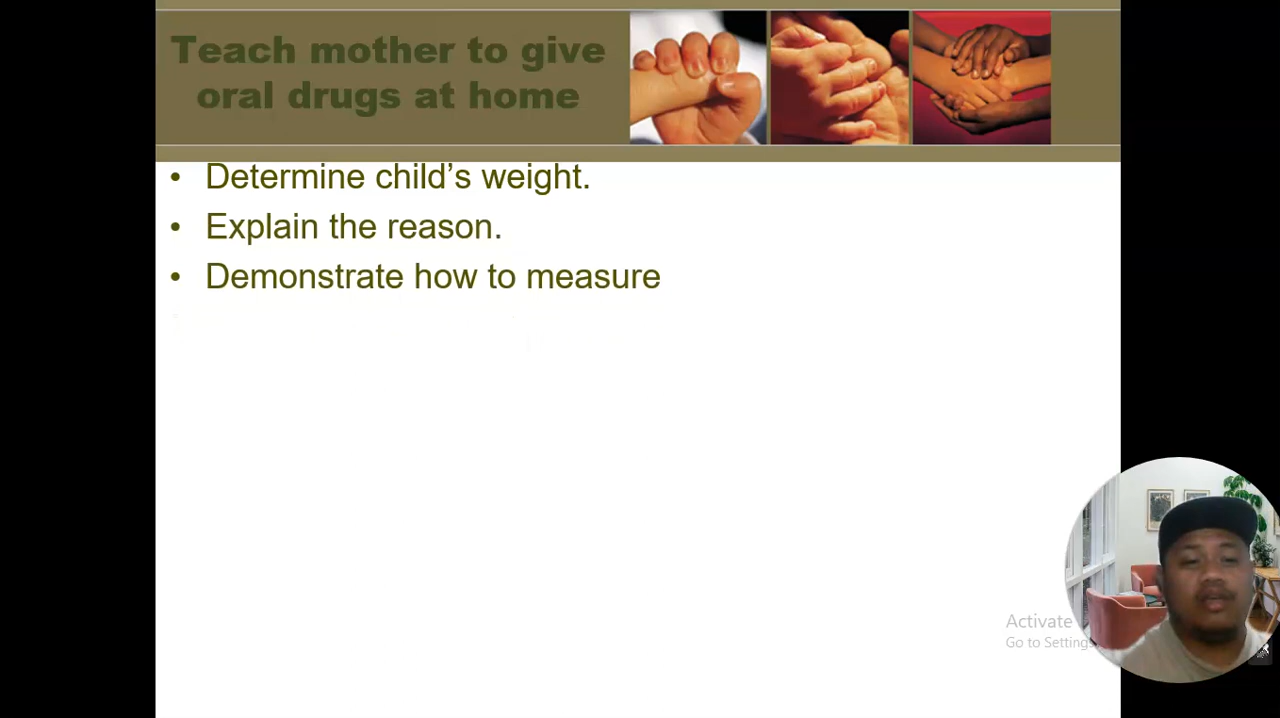 Teach mother to give
oral drugs at home
• Determine child’s weight.
• Explain the reason.
• Demonstrate how to measure
Activate
Go to Settings